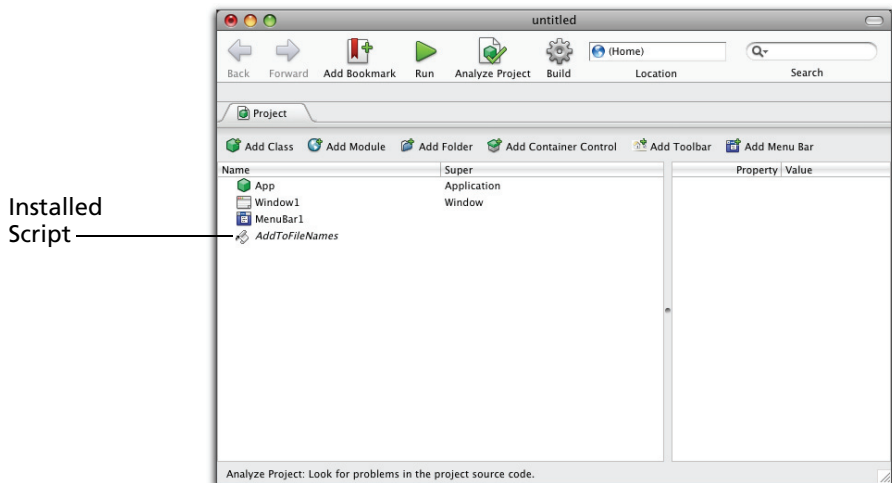 untitled
(Home)
Back Forward Add Bookmark Run Analyze Project Build Location Search
Project
Add Class Add Module Add Folder Add Container Control Add Toolbar Add Menu Bar
Name Super Property Value
App Application
Window1 Window
MenuBar1
AddToFileNames
Installed
Script
Analyze Project: Look for problems in the project source code.